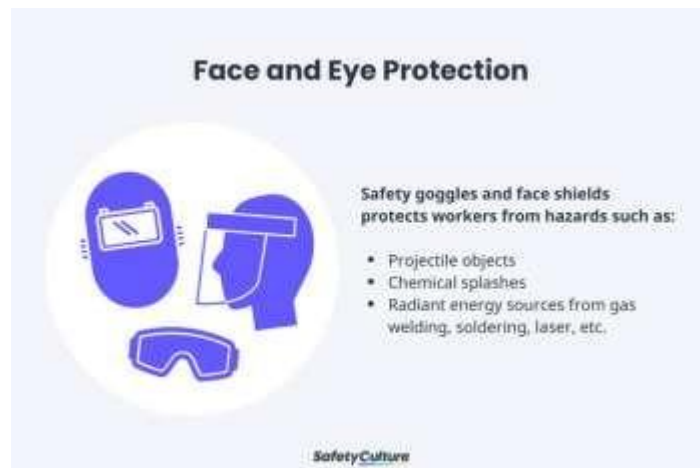 Face and Eye Protection
Safety goggles and face shields
protects workers from hazards such as:
• Projectile objects
• Chemical splashes
• Radiant energy sources from gas
welding, soldering, laser, etc.
SafetyCulture